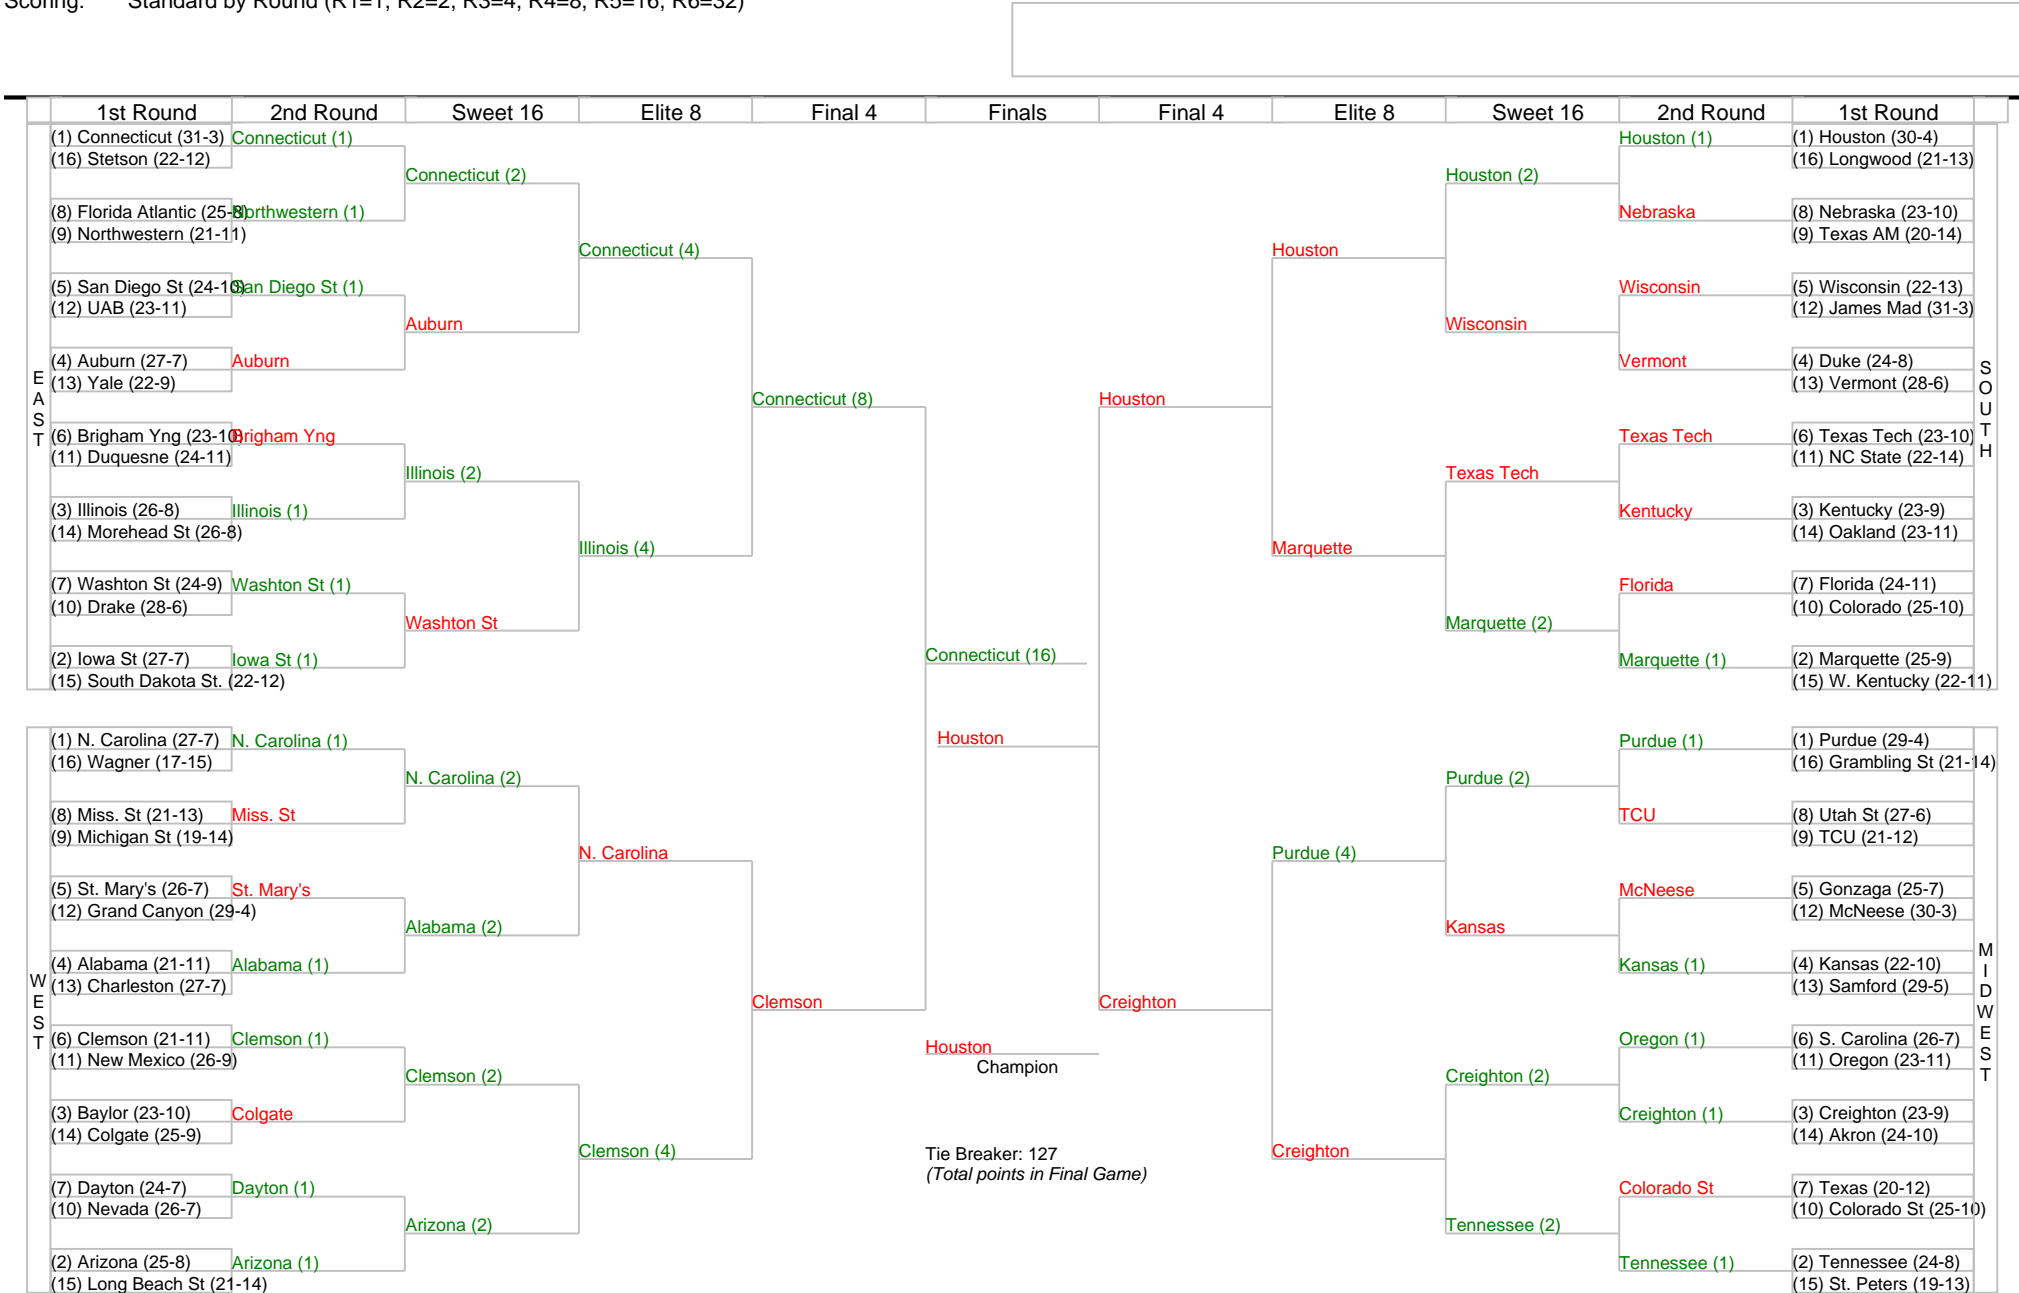 Scoring: Standard by Round (R1=1, R2=2, R3=4, R4=8, R5=16, R6=32)
1st Round 2nd Round Sweet 16 Elite 8 Final 4 Finals Final 4 Elite 8 Sweet 16 2nd Round 1st Round
EAST
(1) Connecticut (31-3)
(16) Stetson (22-12)
(8) Florida Atlantic (25-8)
(9) Northwestern (21-11)
(5) San Diego St (24-10)
(12) UAB (23-11)
(4) Auburn (27-7)
(13) Yale (22-9)
(6) Brigham Yng (23-10)
(11) Duquesne (24-11)
(3) Illinois (26-8)
(14) Morehead St (26-8)
(7) Washton St (24-9)
(10) Drake (28-6)
(2) Iowa St (27-7)
(15) South Dakota St. (22-12)
Connecticut (1)
Northwestern (1)
San Diego St (1)
Auburn
Brigham Yng
Illinois (1)
Washton St (1)
Iowa St (1)
Connecticut (2)
Auburn
Illinois (2)
Washton St
Connecticut (4)
Illinois (4)
Connecticut (8)
WEST
(1) N. Carolina (27-7)
(16) Wagner (17-15)
(8) Miss. St (21-13)
(9) Michigan St (19-14)
(5) St. Mary's (26-7)
(12) Grand Canyon (29-4)
(4) Alabama (21-11)
(13) Charleston (27-7)
(6) Clemson (21-11)
(11) New Mexico (26-9)
(3) Baylor (23-10)
(14) Colgate (25-9)
(7) Dayton (24-7)
(10) Nevada (26-7)
(2) Arizona (25-8)
(15) Long Beach St (21-14)
N. Carolina (1)
Miss. St
St. Mary's
Alabama (1)
Clemson (1)
Colgate
Dayton (1)
Arizona (1)
N. Carolina (2)
Alabama (2)
Clemson (2)
Arizona (2)
N. Carolina
Clemson (4)
Clemson
Connecticut (16)
Houston
Houston
Champion
Tie Breaker: 127
(Total points in Final Game)
Houston
Houston
Marquette
Houston (2)
Wisconsin
Texas Tech
Marquette (2)
Houston (1)
Nebraska
Wisconsin
Vermont
Texas Tech
Kentucky
Florida
Marquette (1)
(1) Houston (30-4)
(16) Longwood (21-13)
(8) Nebraska (23-10)
(9) Texas AM (20-14)
(5) Wisconsin (22-13)
(12) James Mad (31-3)
(4) Duke (24-8)
(13) Vermont (28-6)
(6) Texas Tech (23-10)
(11) NC State (22-14)
(3) Kentucky (23-9)
(14) Oakland (23-11)
(7) Florida (24-11)
(10) Colorado (25-10)
(2) Marquette (25-9)
(15) W. Kentucky (22-11)
SOUTH
Creighton
Purdue (4)
Creighton
Purdue (2)
Kansas
Creighton (2)
Tennessee (2)
Purdue (1)
TCU
McNeese
Kansas (1)
Oregon (1)
Creighton (1)
Colorado St
Tennessee (1)
(1) Purdue (29-4)
(16) Grambling St (21-14)
(8) Utah St (27-6)
(9) TCU (21-12)
(5) Gonzaga (25-7)
(12) McNeese (30-3)
(4) Kansas (22-10)
(13) Samford (29-5)
(6) S. Carolina (26-7)
(11) Oregon (23-11)
(3) Creighton (23-9)
(14) Akron (24-10)
(7) Texas (20-12)
(10) Colorado St (25-10)
(2) Tennessee (24-8)
(15) St. Peters (19-13)
MIDWEST